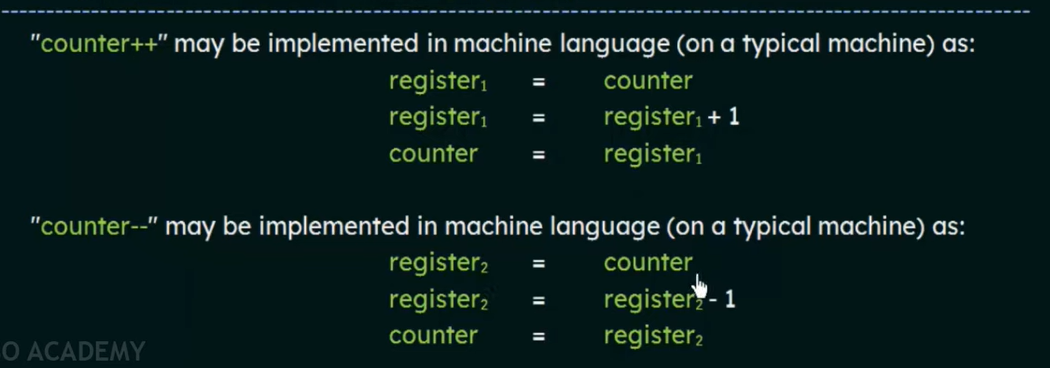 "counter++" may be implemented in machine language (on a typical machine) as:
register₁ = counter
register₁ = register₁ + 1
counter = register₁
"counter--" may be implemented in machine language (on a typical machine) as:
register₂ = counter
register₂ = register₂ - 1
counter = register₂
O ACADEMY